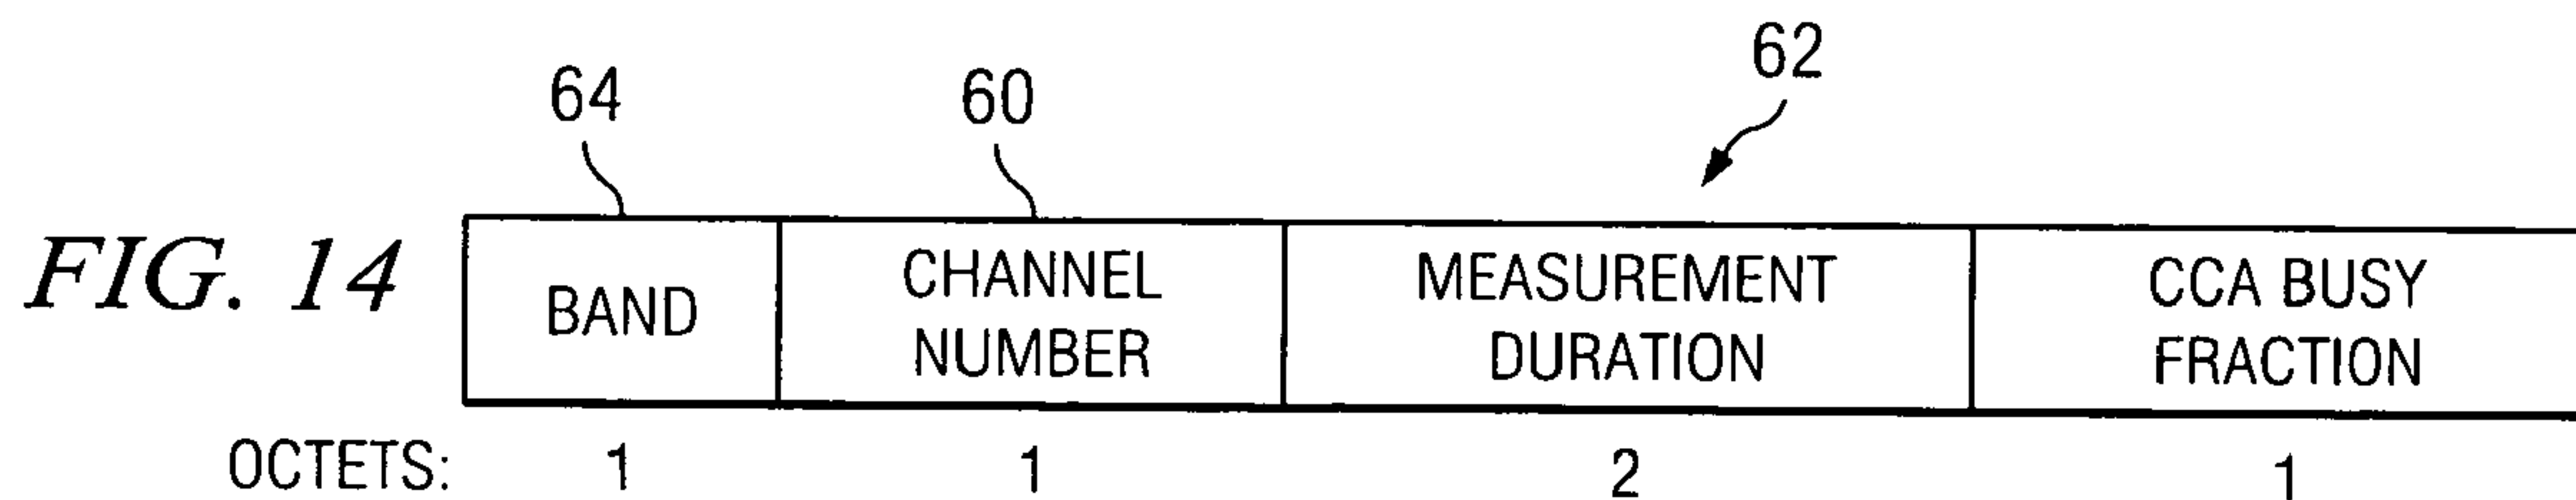 64 60 62
FIG. 14
BAND
CHANNEL
NUMBER
MEASUREMENT
DURATION
CCA BUSY
FRACTION
OCTETS: 1 1 2 1